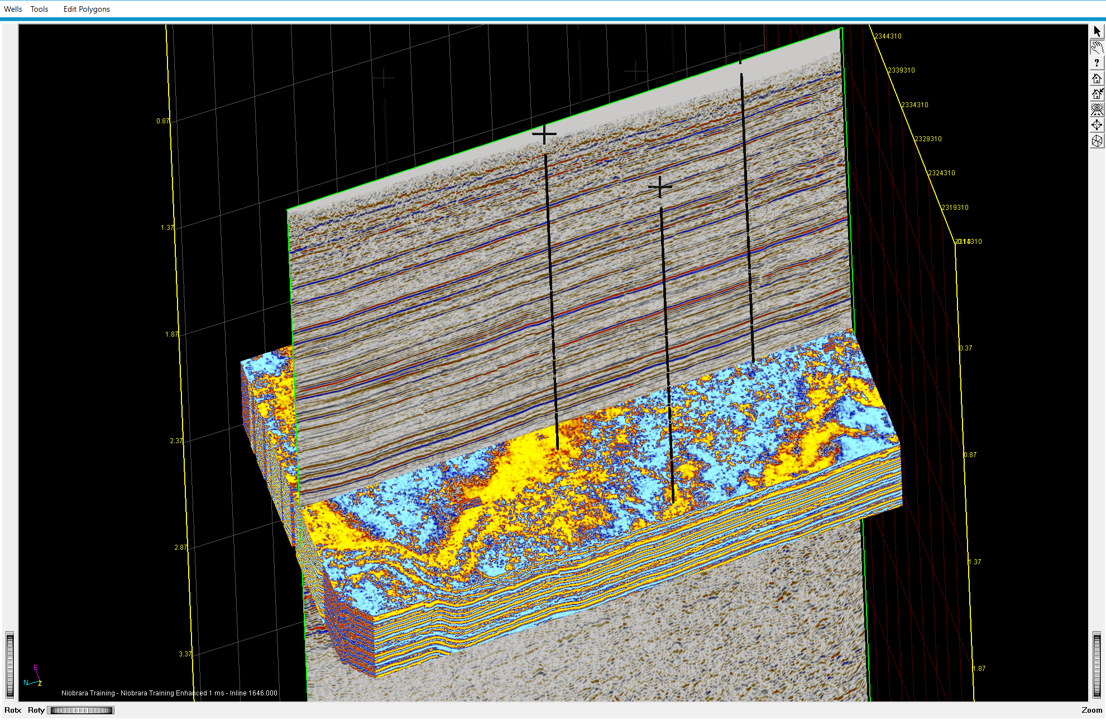 Wells Tools Edit Polygons
2344310
2339310
0.87
2334310
2329310
2324310
2319310
1.37
1.87
0.37
2.37
0.87
2.87
1.37
3.37
1.87
E
N
Z
Niobrara Training - Niobrara Training Enhanced 1 ms - Inline 1646.000
Rotx Roty Zoom
?